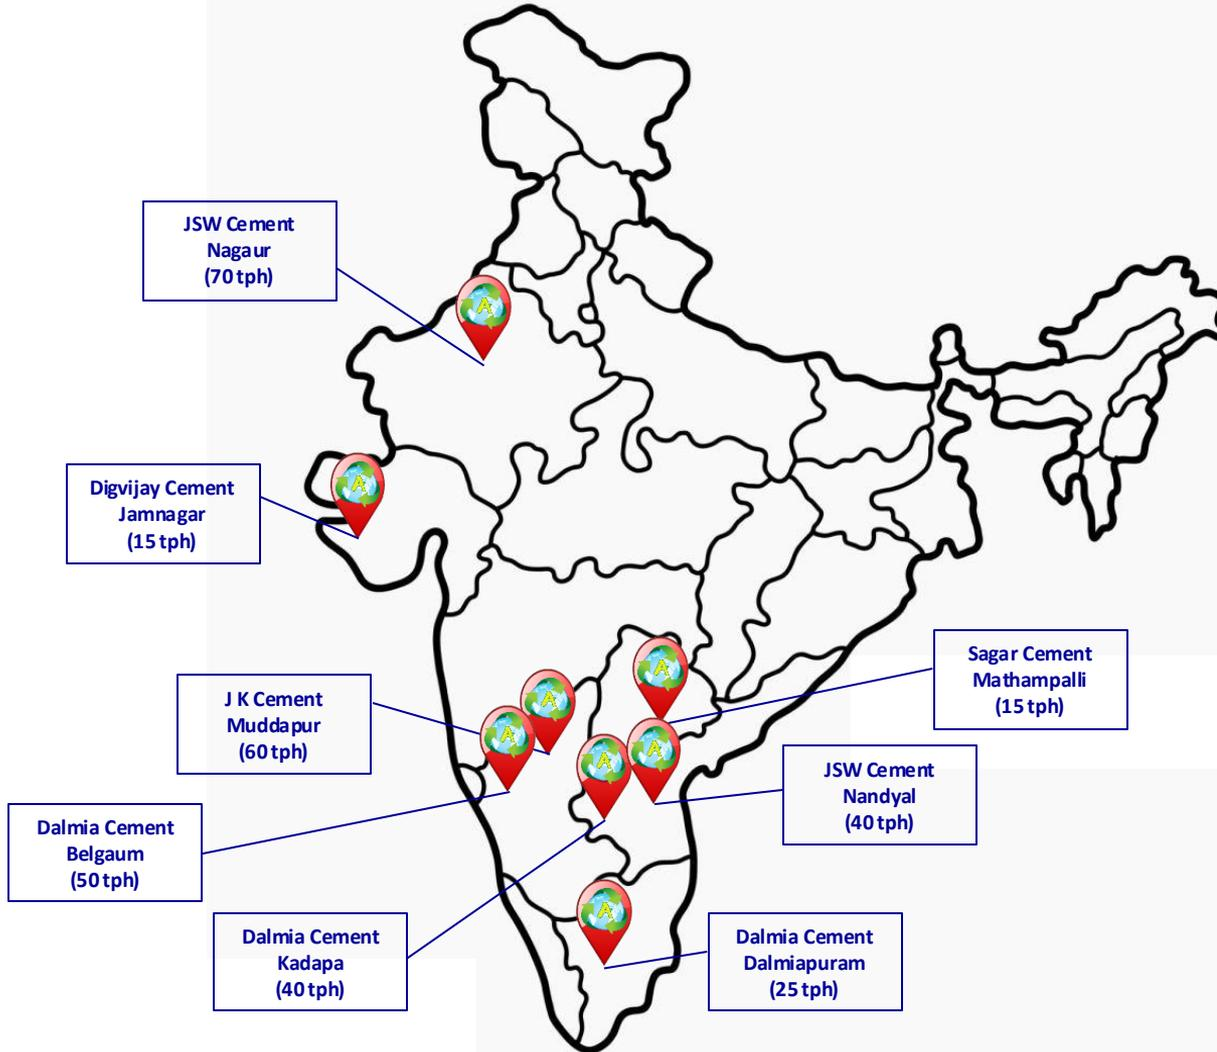 JSW Cement
Nagaur
(70 tph)
Digvijay Cement
Jamnagar
(15 tph)
Sagar Cement
Mathampalli
(15 tph)
J K Cement
Muddapur
(60 tph)
JSW Cement
Nandyal
(40 tph)
Dalmia Cement
Belgaum
(50 tph)
Dalmia Cement
Kadapa
(40 tph)
Dalmia Cement
Dalmiapuram
(25 tph)
A
A
A
A
A
A
A
A